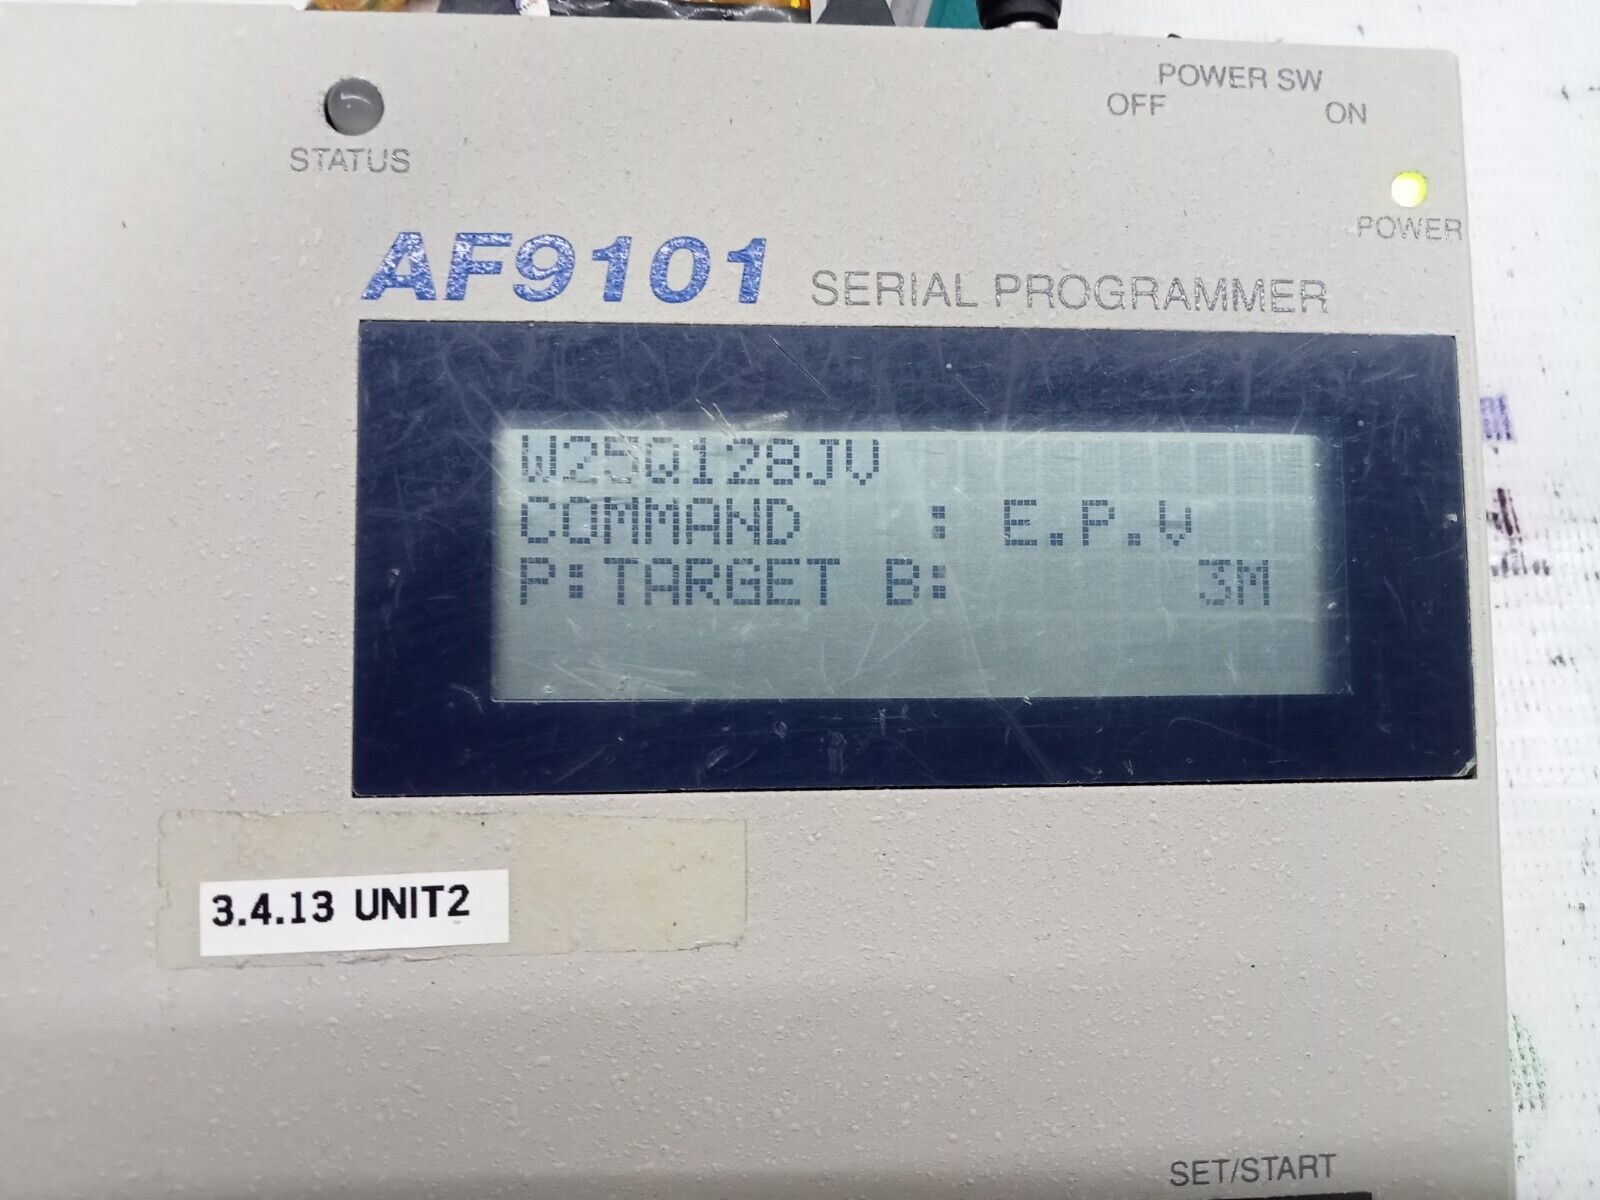 POWER SW
OFF ON
STATUS
POWER
AF9101 SERIAL PROGRAMMER
W25Q128JV
COMMAND : E.P.V
P:TARGET B: 3M
3.4.13 UNIT2
SET/START